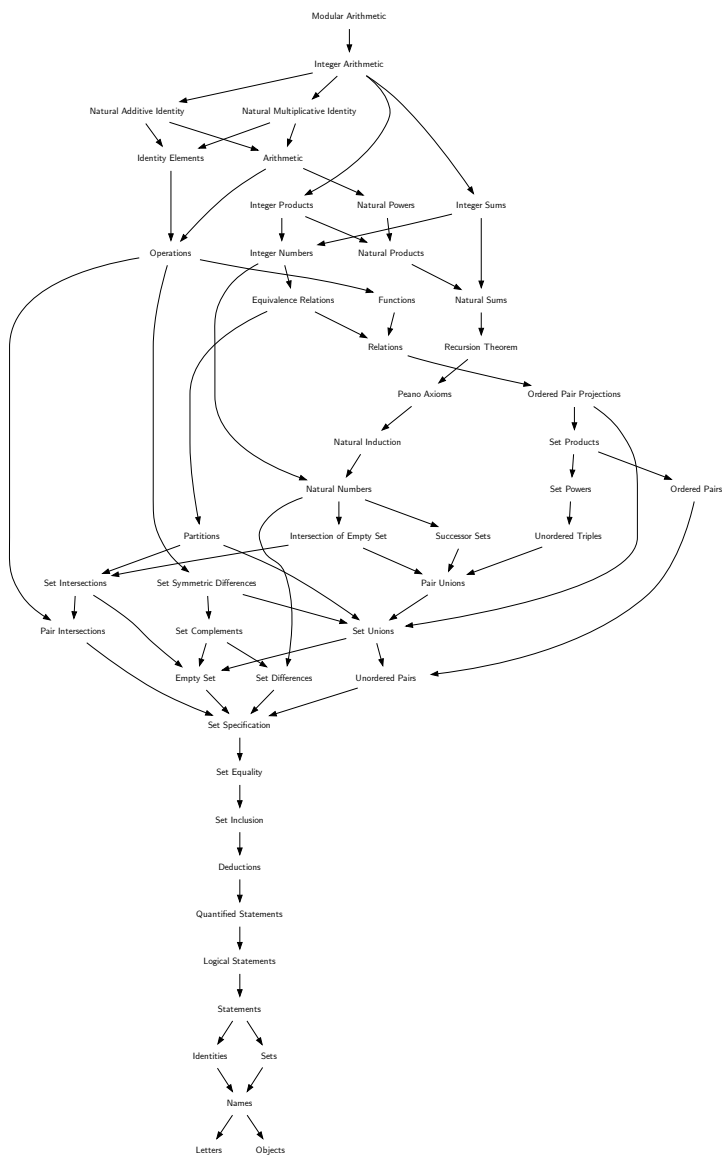 Modular Arithmetic
Integer Arithmetic
Natural Additive Identity
Natural Multiplicative Identity
Identity Elements
Arithmetic
Integer Products
Natural Powers
Integer Sums
Operations
Integer Numbers
Natural Products
Equivalence Relations
Functions
Natural Sums
Relations
Recursion Theorem
Peano Axioms
Ordered Pair Projections
Natural Induction
Set Products
Natural Numbers
Set Powers
Ordered Pairs
Partitions
Intersection of Empty Set
Successor Sets
Unordered Triples
Set Intersections
Set Symmetric Differences
Pair Unions
Pair Intersections
Set Complements
Set Unions
Empty Set
Set Differences
Unordered Pairs
Set Specification
Set Equality
Set Inclusion
Deductions
Quantified Statements
Logical Statements
Statements
Identities
Sets
Names
Letters
Objects